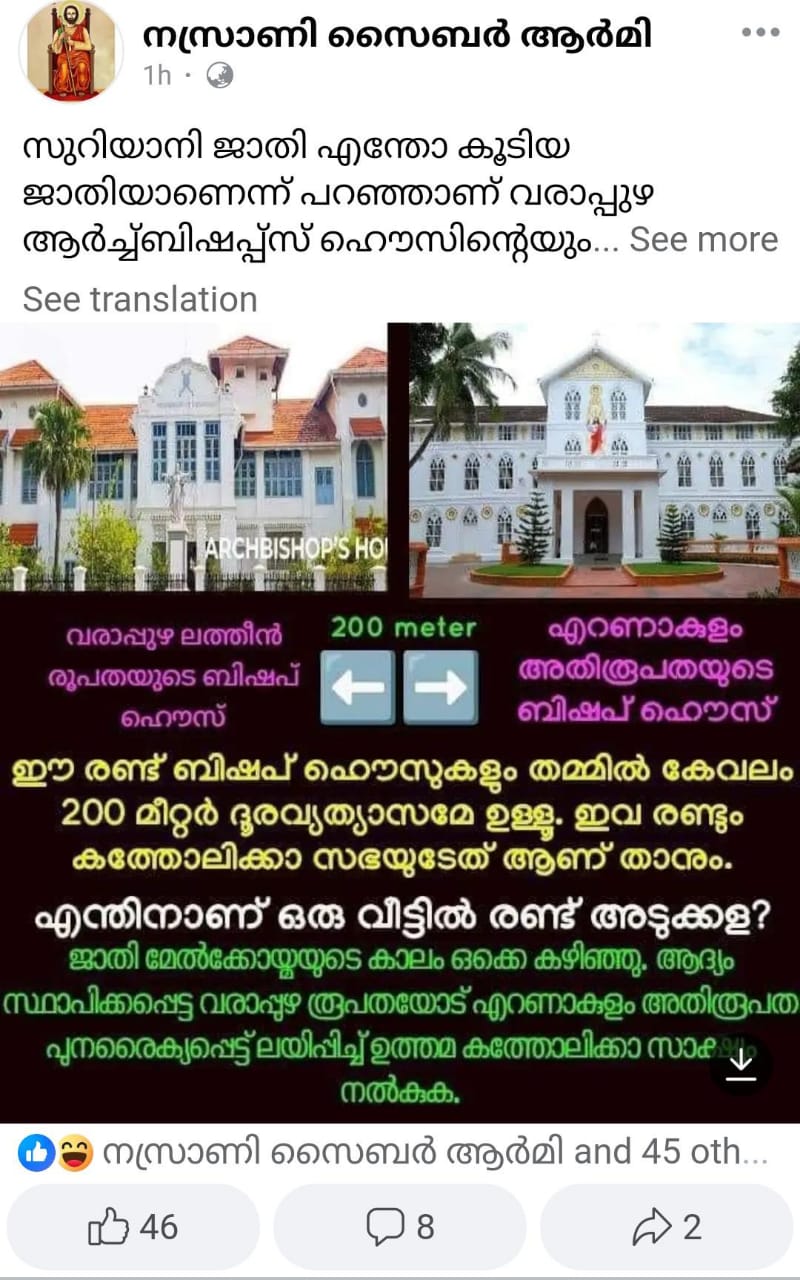 നസ്രാണി സൈബർ ആർമി
1h ·
സുറിയാനി ജാതി എന്തോ കൂടിയ
ജാതിയാണെന്ന് പറഞ്ഞാണ് വരാപ്പുഴ
ആർച്ച്ബിഷപ്പ്സ് ഹൌസിന്റെയും... See more
See translation
ARCHBISHOP'S HO
വരാപ്പുഴ ലത്തീൻ
രൂപതയുടെ ബിഷപ്
ഹൌസ്
200 meter
എറണാകുളം
അതിരൂപതയുടെ
ബിഷപ് ഹൌസ്
ഈ രണ്ട് ബിഷപ് ഹൌസുകളും തമ്മിൽ കേവലം
200 മീറ്റർ ദൂരവ്യത്യാസമേ ഉള്ളൂ. ഇവ രണ്ടും
കത്തോലിക്കാ സഭയുടേത് ആണ് താനും.
എന്തിനാണ് ഒരു വീട്ടിൽ രണ്ട് അടുക്കള?
ജാതി മേൽക്കോയ്മയുടെ കാലം ഒക്കെ കഴിഞ്ഞു. ആദ്യം
സ്ഥാപിക്കപ്പെട്ട വരാപ്പുഴ രൂപതയോട് എറണാകുളം അതിരൂപത
പുനരൈക്യപ്പെട്ട് ലയിപ്പിച്ച് ഉത്തമ കത്തോലിക്കാ
നൽകുക.
നസ്രാണി സൈബർ ആർമി and 45 oth...
46
8
2